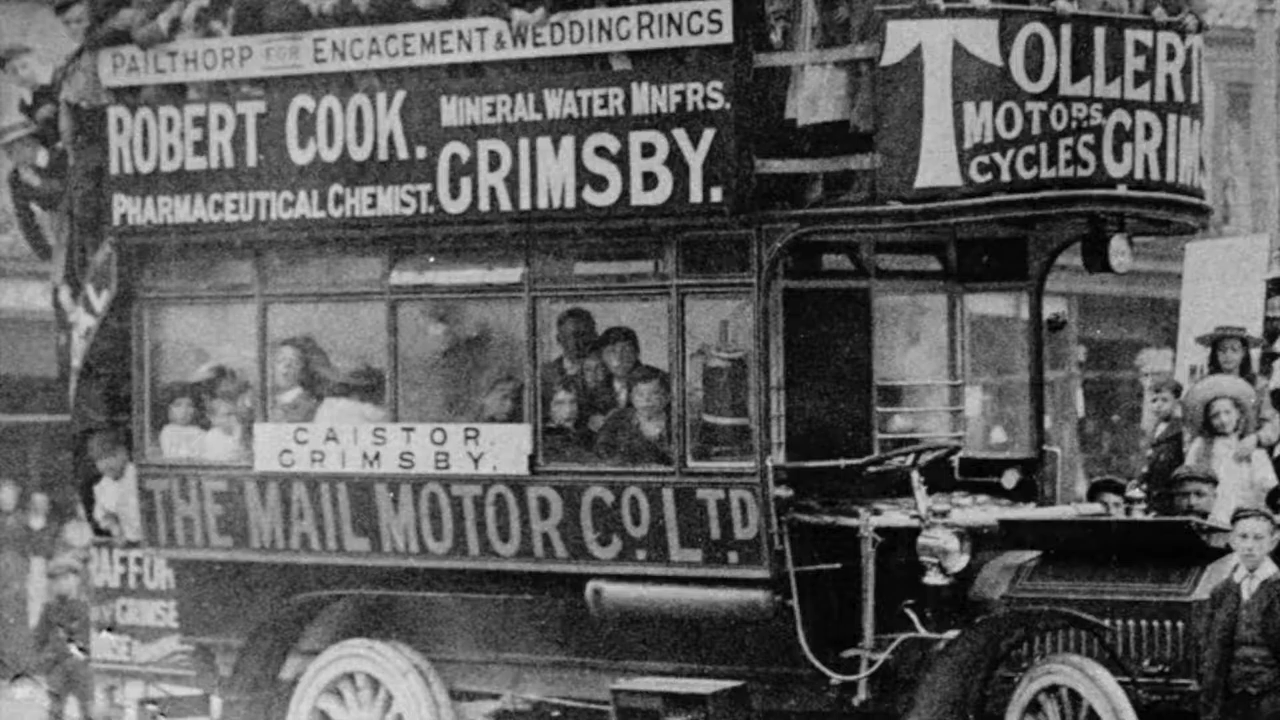 PAILTHORP FOR ENGAGEMENT & WEDDING RINGS
ROBERT COOK.
PHARMACEUTICAL CHEMIST.
MINERAL WATER MNFRS.
GRIMSBY.
TOLLERT
MOTORS
CYCLES
GRIMS
CAISTOR.
GRIMSBY.
THE MAIL MOTOR CO. LTD